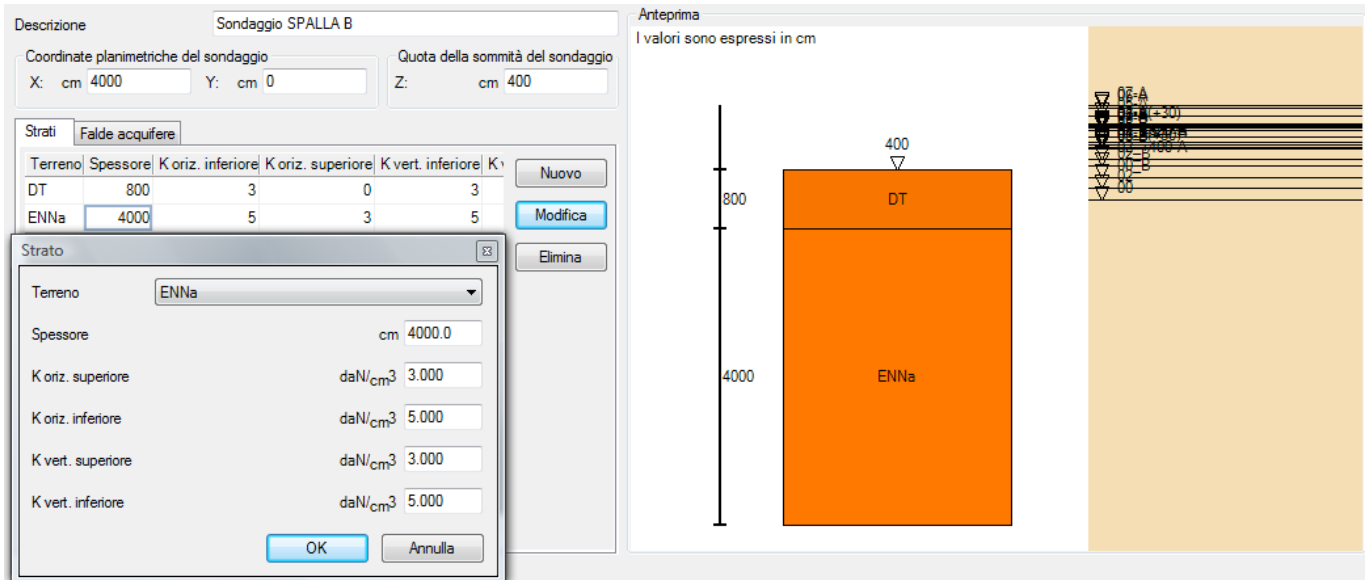 Descrizione Sondaggio SPALLA B
Coordinate planimetriche del sondaggio
X: cm 4000 Y: cm 0
Quota della sommità del sondaggio
Z: cm 400
Strati Falde acquifere
Terreno Spessore K oriz. inferiore K oriz. superiore K vert. inferiore K
DT 800 3 0 3
ENNa 4000 5 3 5
Nuovo
Modifica
Elimina
Strato
Terreno ENNa
Spessore cm 4000.0
K oriz. superiore daN/cm3 3.000
K oriz. inferiore daN/cm3 5.000
K vert. superiore daN/cm3 3.000
K vert. inferiore daN/cm3 5.000
OK Annulla
Anteprima
I valori sono espressi in cm
400
800 DT
4000 ENNa
02
00